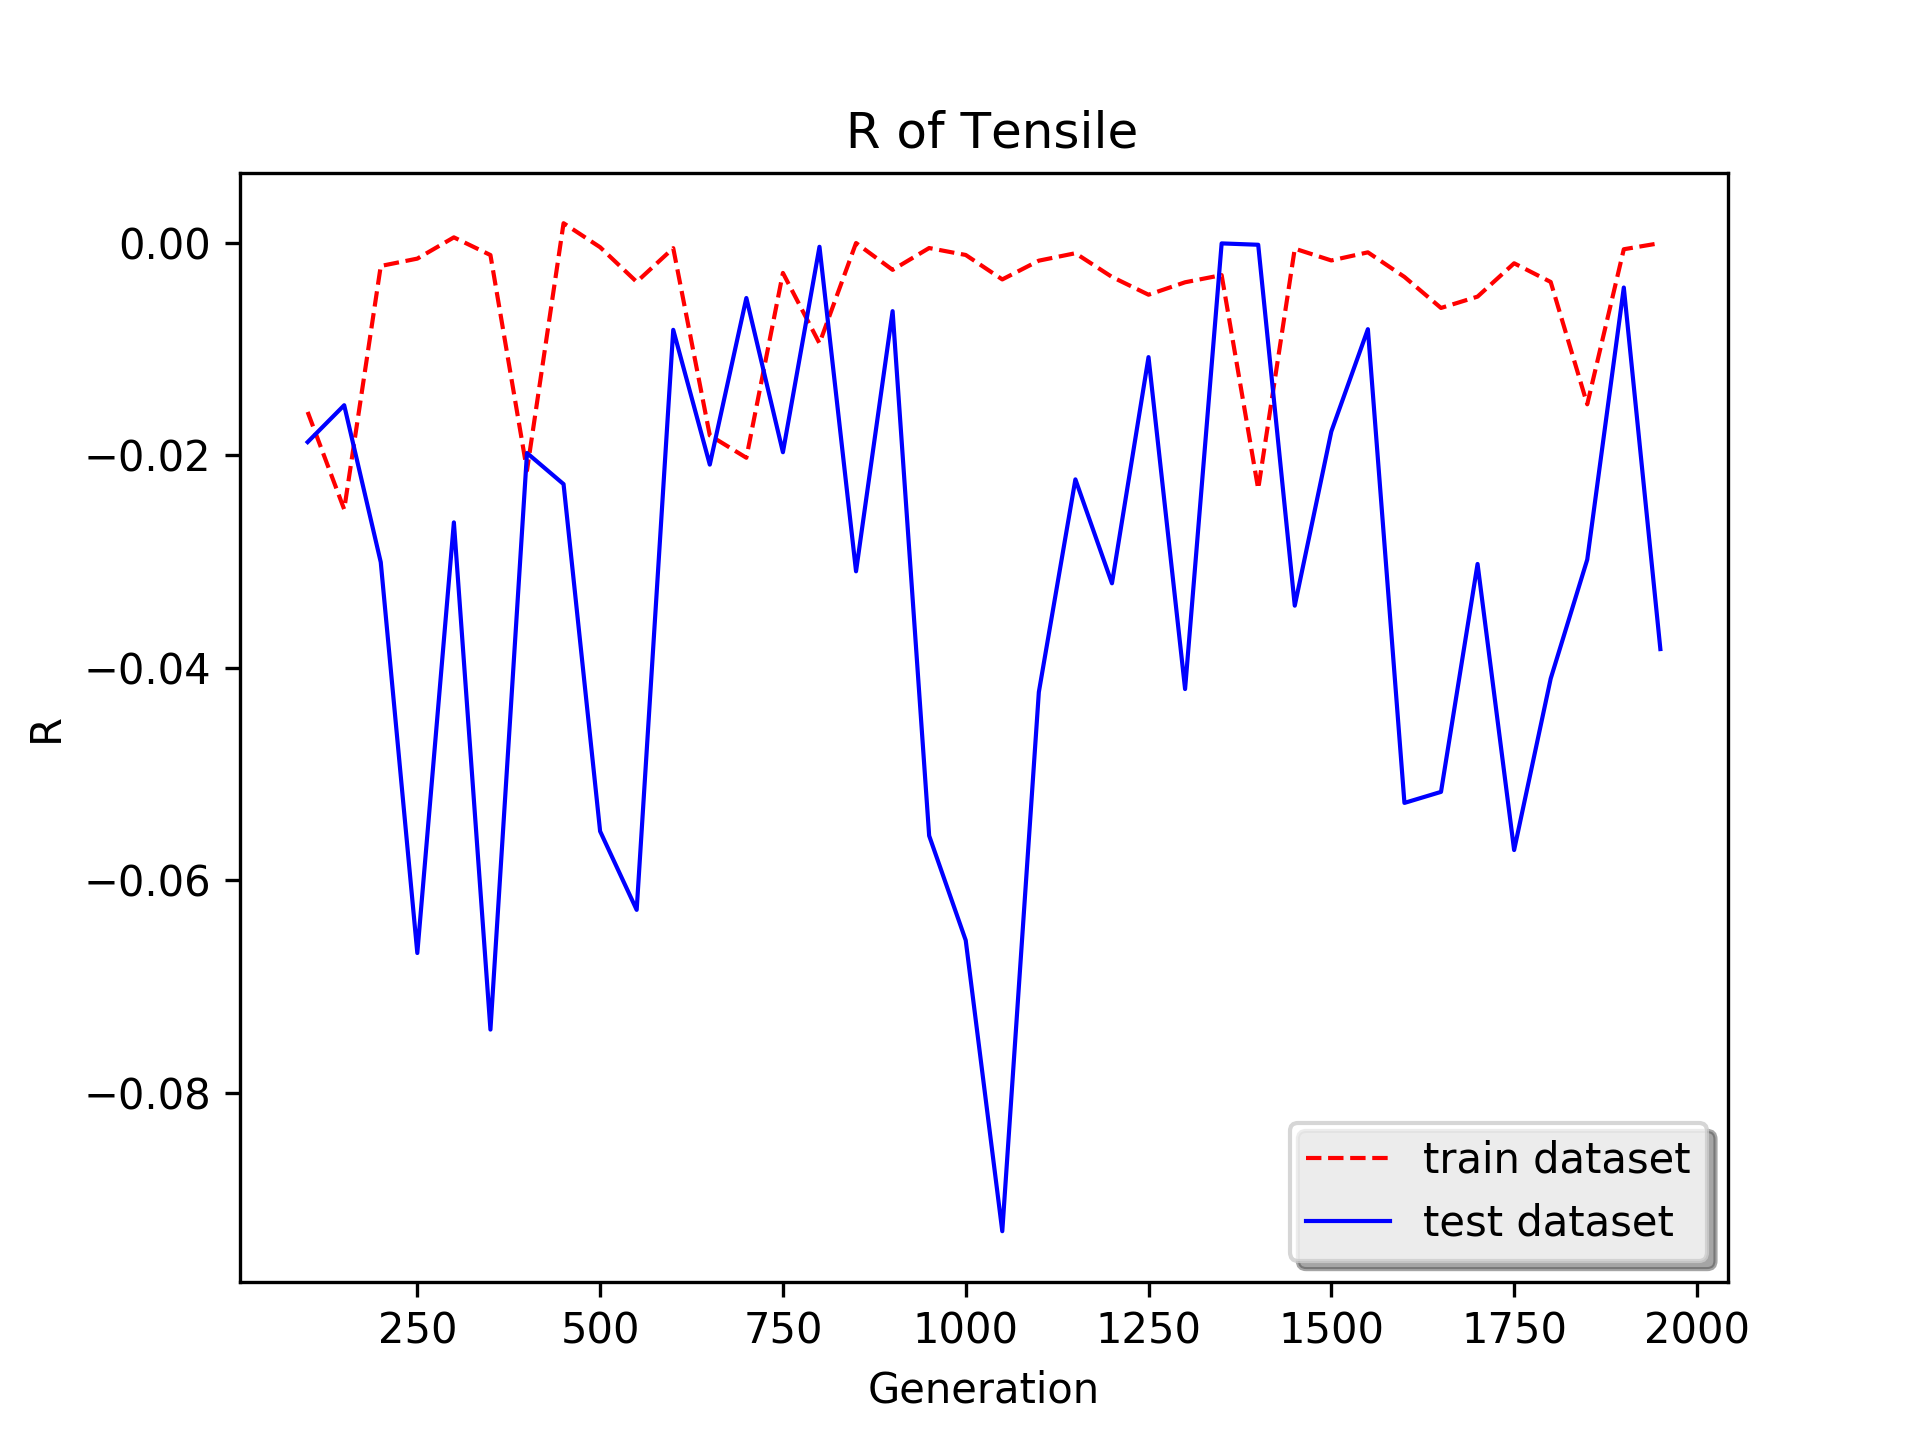 R of Tensile
0.00
−0.02
−0.04
−0.06
−0.08
R
250 500 750 1000 1250 1500 1750 2000
Generation
train dataset
test dataset